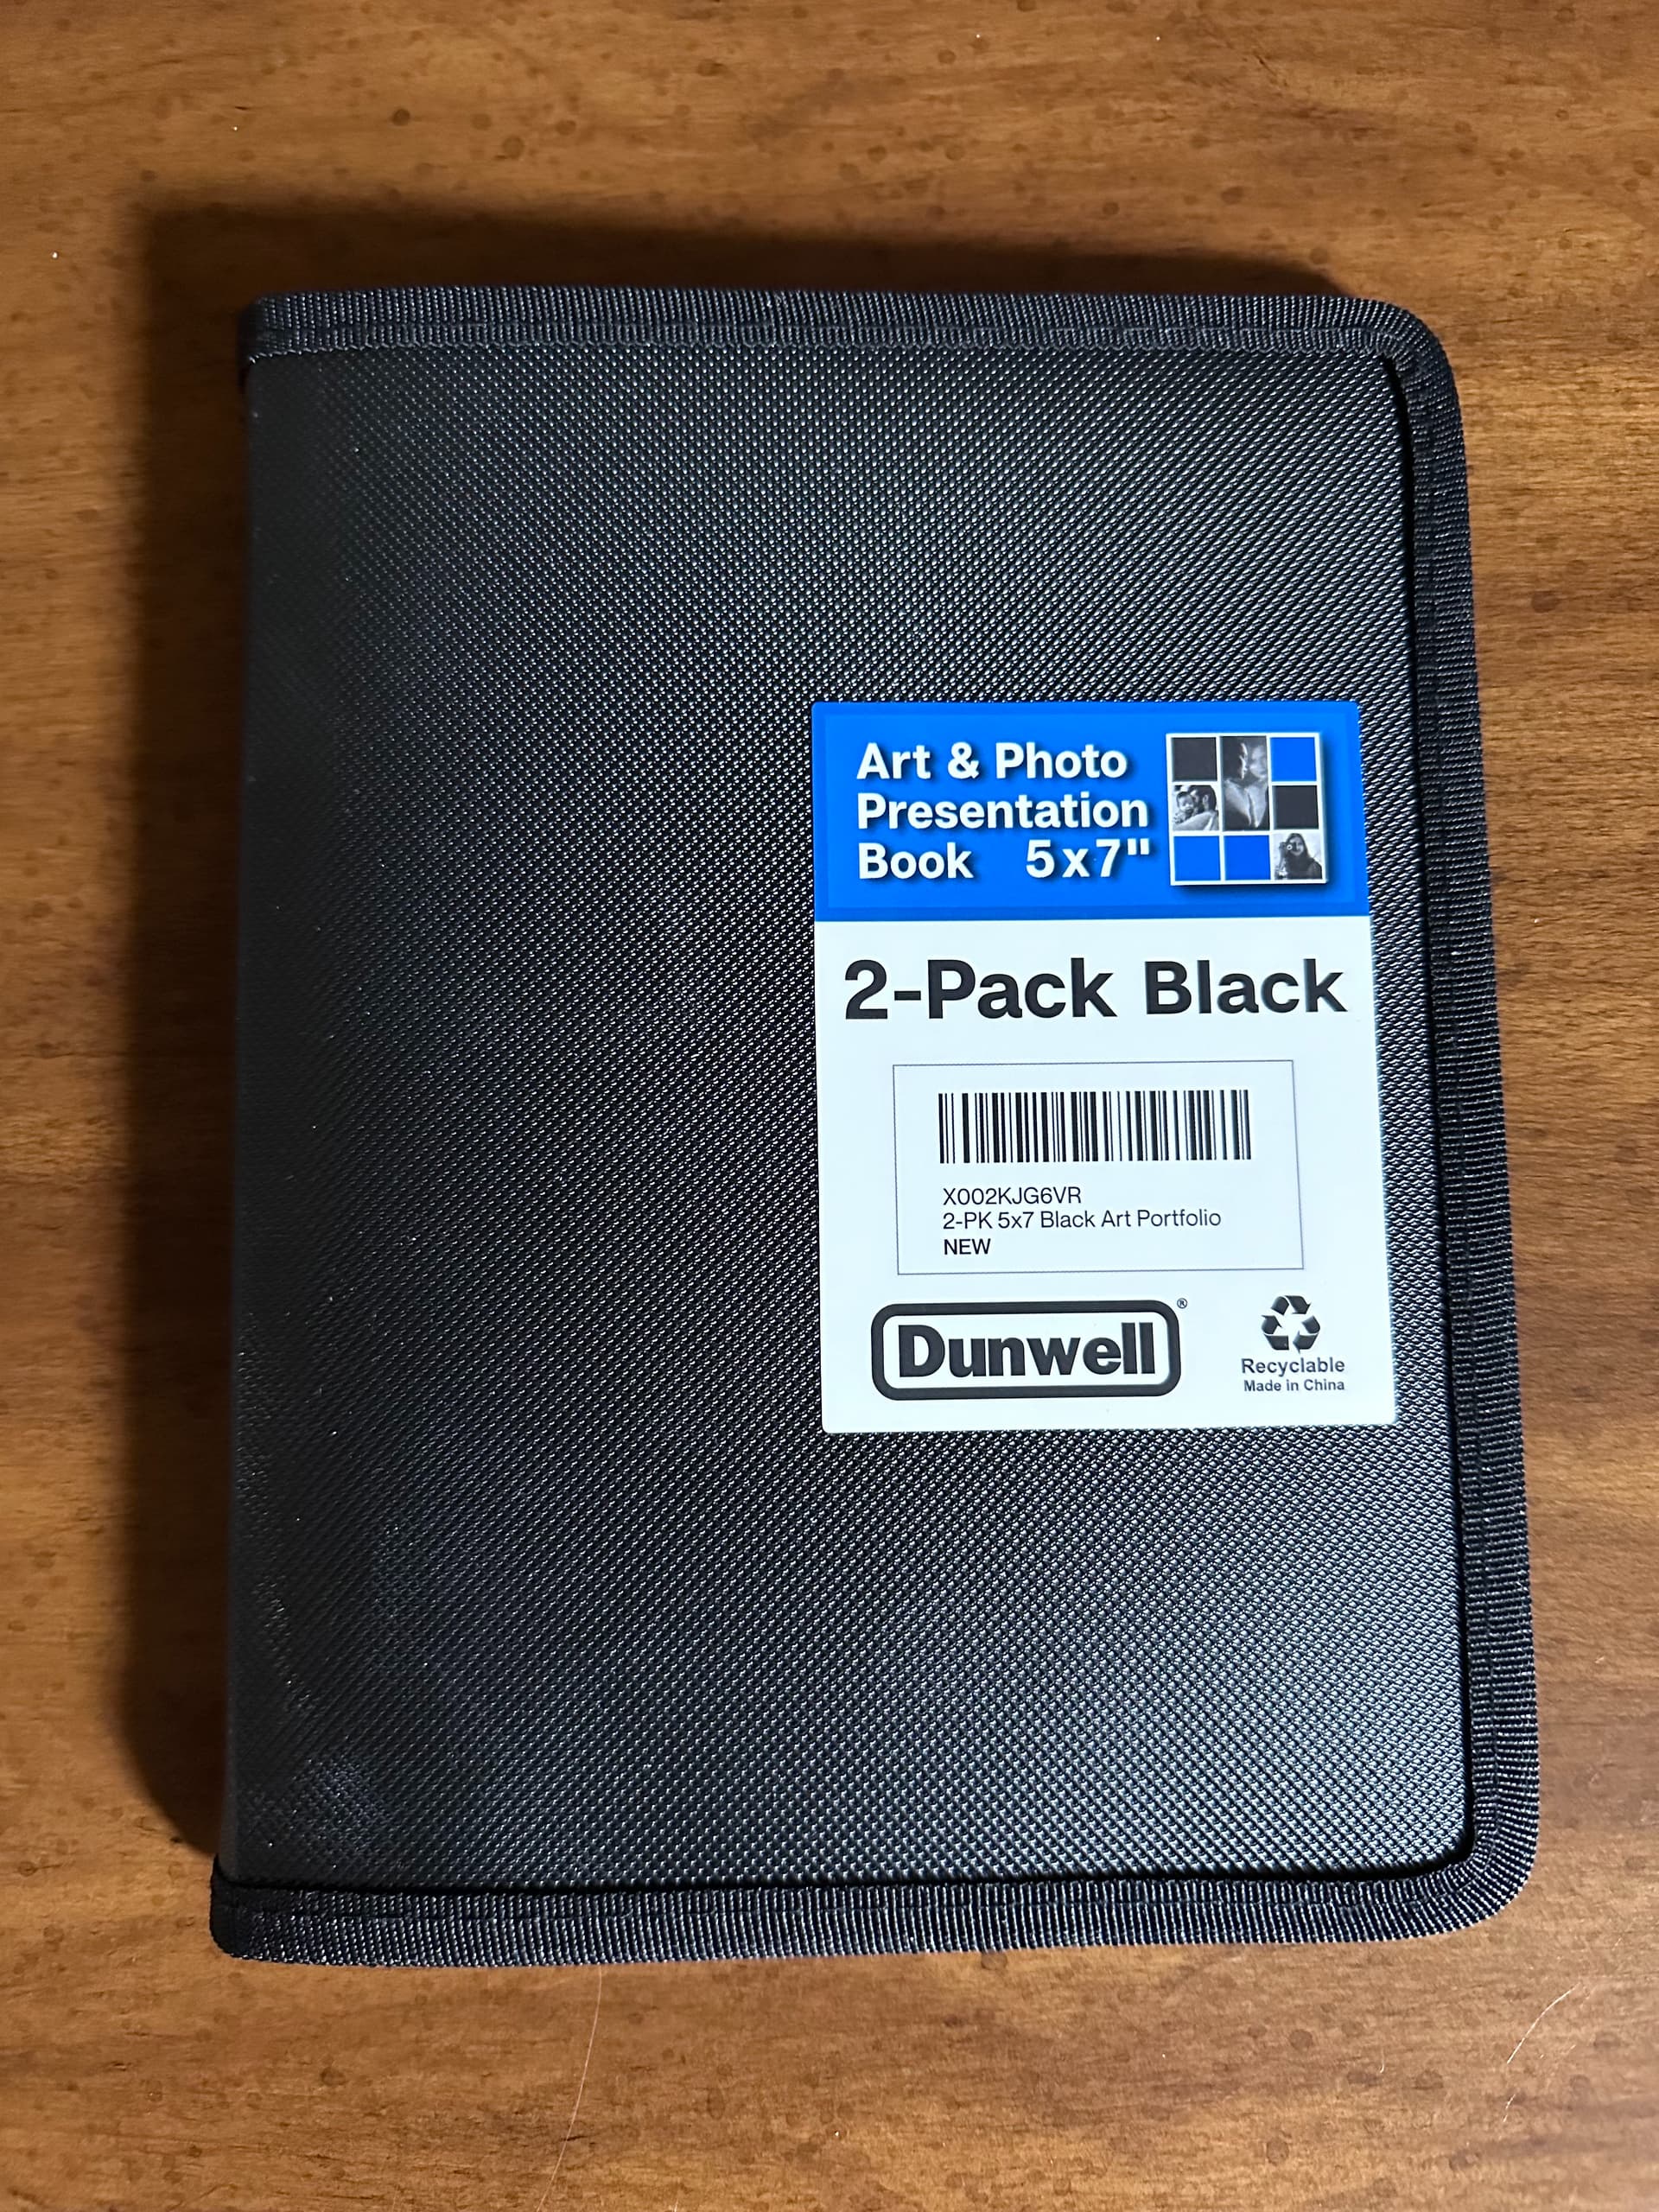 Art & Photo
Presentation
Book 5x7"
2-Pack Black
X002KJG6VR
2-PK 5x7 Black Art Portfolio
NEW
Dunwell®
Recyclable
Made in China